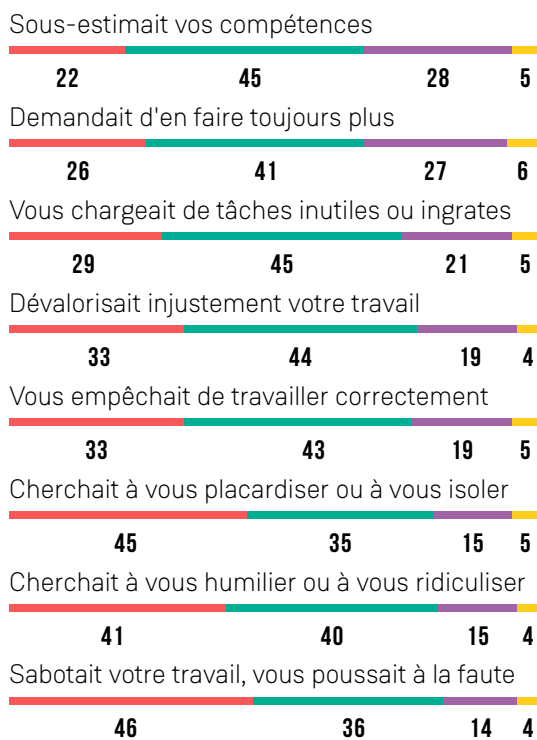 Sous-estimait vos compétences
22 45 28 5
Demandait d'en faire toujours plus
26 41 27 6
Vous chargeait de tâches inutiles ou ingrates
29 45 21 5
Dévalorisait injustement votre travail
33 44 19 4
Vous empêchait de travailler correctement
33 43 19 5
Cherchait à vous placardiser ou à vous isoler
45 35 15 5
Cherchait à vous humilier ou à vous ridiculiser
41 40 15 4
Sabotait votre travail, vous poussait à la faute
46 36 14 4